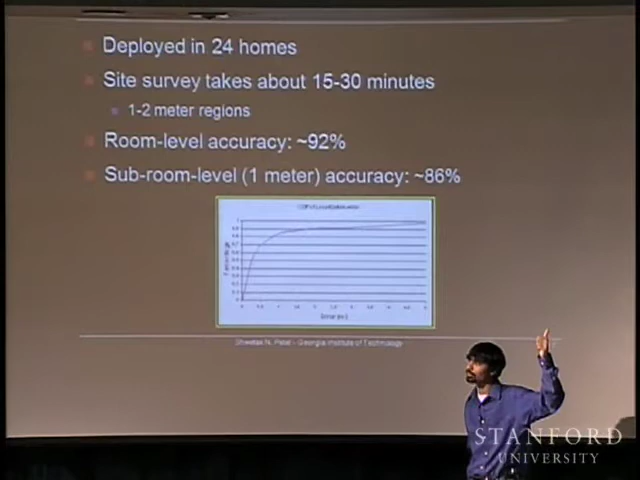 Deployed in 24 homes
Site survey takes about 15-30 minutes
1-2 meter regions
Room-level accuracy: ~92%
Sub-room-level (1 meter) accuracy: ~86%
Shwetak N. Patel - Georgia Institute of Technology
STANFORD
UNIVERSITY